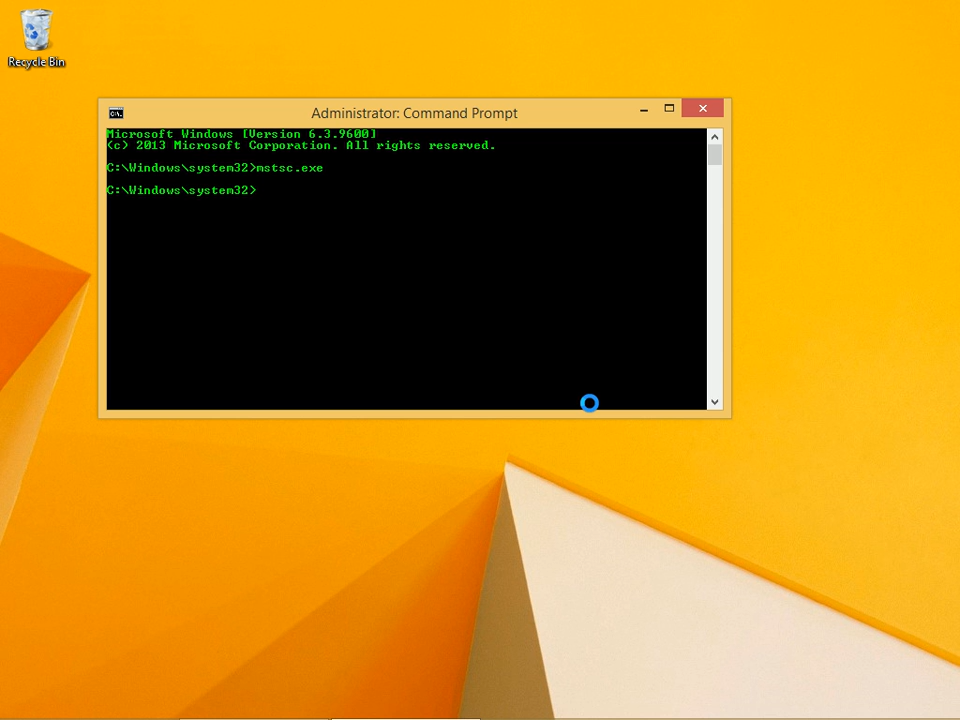 Recycle Bin
Administrator: Command Prompt
Microsoft Windows [Version 6.3.9600]
(c) 2013 Microsoft Corporation. All rights reserved.
C:\Windows\system32>mstsc.exe
C:\Windows\system32>